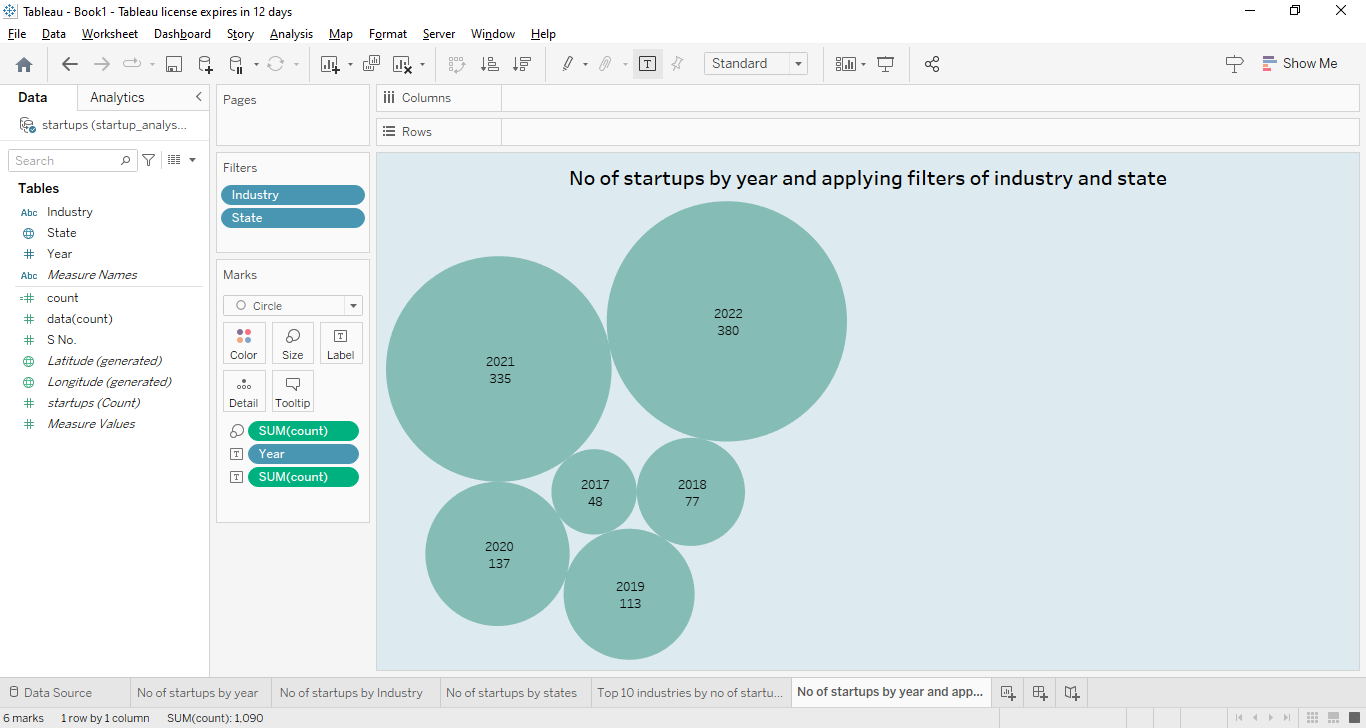 Tableau - Book1 - Tableau license expires in 12 days
File Data Worksheet Dashboard Story Analysis Map Format Server Window Help
Standard
Show Me
Data Analytics
startups (startup_analys...
Search
Tables
Abc Industry
State
# Year
Abc Measure Names
=# count
# data(count)
# S No.
Latitude (generated)
Longitude (generated)
# startups (Count)
# Measure Values
Pages
Filters
Industry
State
Marks
Circle
Color Size Label
Detail Tooltip
SUM(count)
T Year
T SUM(count)
Columns
Rows
No of startups by year and applying filters of industry and state
2022
380
2021
335
2017
48
2018
77
2020
137
2019
113
Data Source No of startups by year No of startups by Industry No of startups by states Top 10 industries by no of startu... No of startups by year and app...
6 marks 1 row by 1 column SUM(count): 1,090